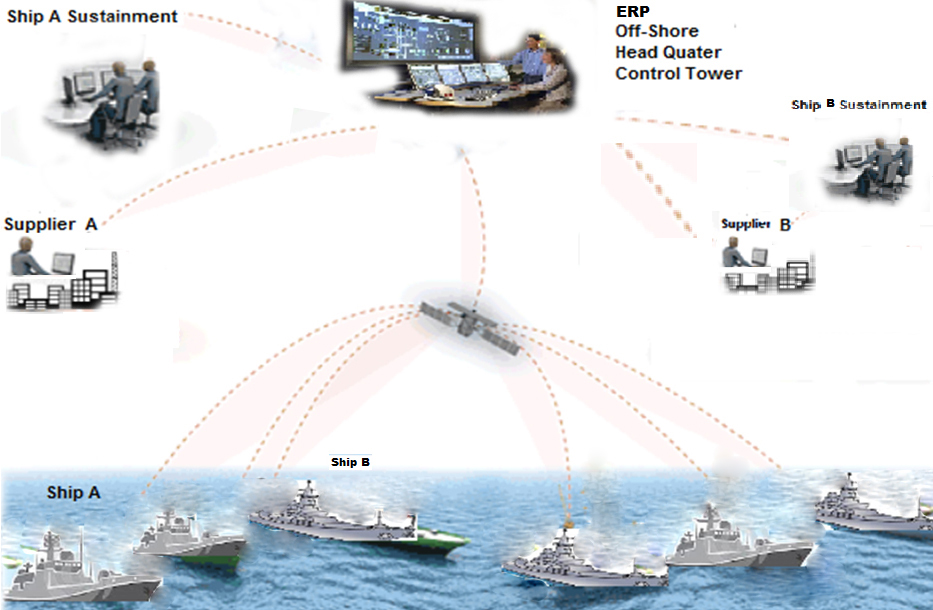 Ship A Sustainment
ERP
Off-Shore
Head Quater
Control Tower
Ship B Sustainment
Supplier A
Supplier B
Ship B
Ship A